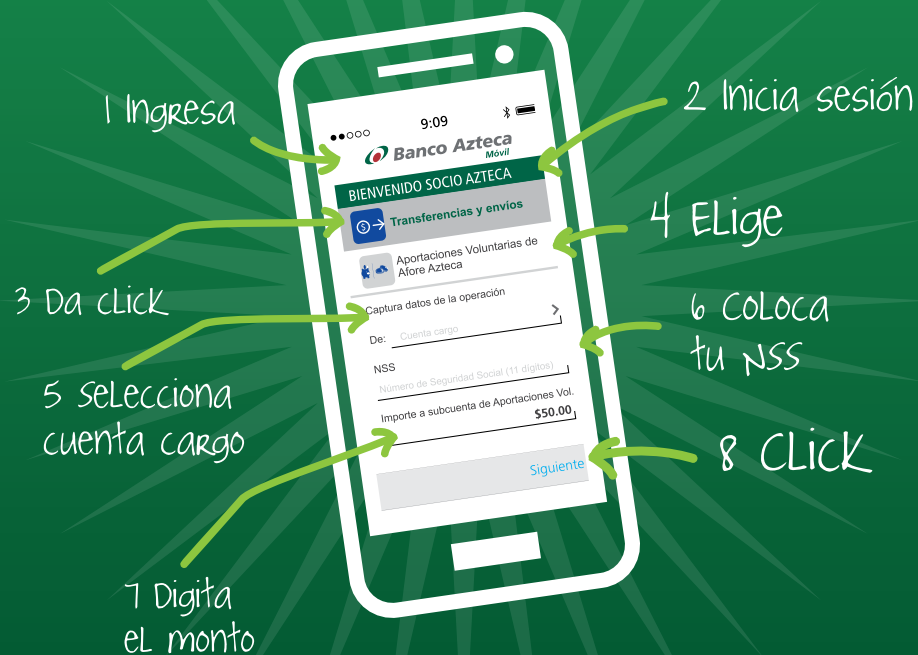 1 Ingresa
2 Inicia sesión
9:09
Banco Azteca
Móvil
BIENVENIDO SOCIO AZTECA
Transferencias y envíos
3 Da click
4 Elige
Aportaciones Voluntarias de
Afore Azteca
Captura datos de la operación
De: Cuenta cargo
5 Selecciona
cuenta cargo
6 Coloca
tu NSS
NSS
Número de Seguridad Social (11 dígitos)
Importe a subcuenta de Aportaciones Vol.
$50.00
7 Digita
el monto
8 Click
Siguiente